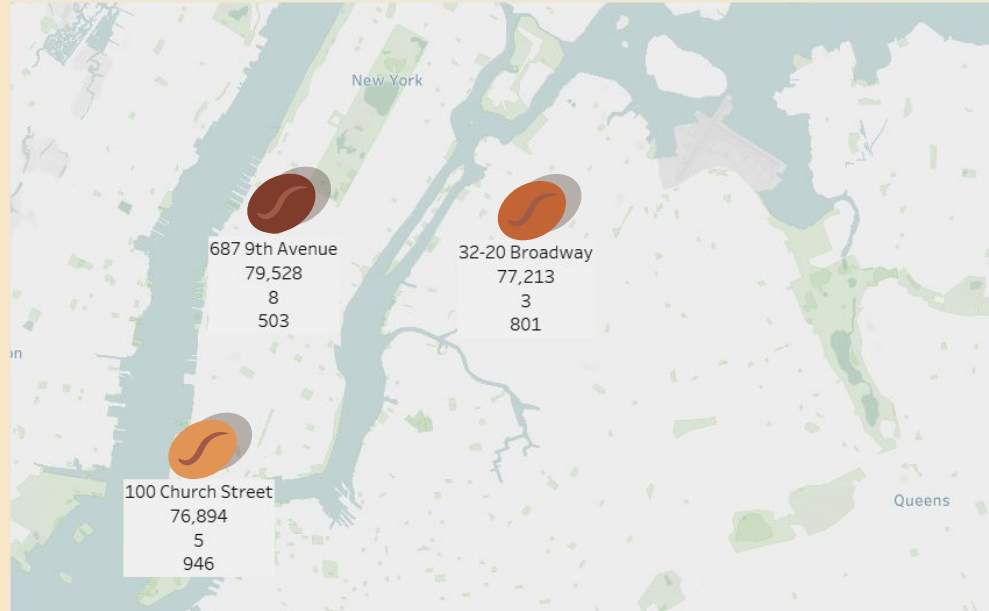 New York
687 9th Avenue
79,528
8
503
32-20 Broadway
77,213
3
801
on
100 Church Street
76,894
5
946
Queens